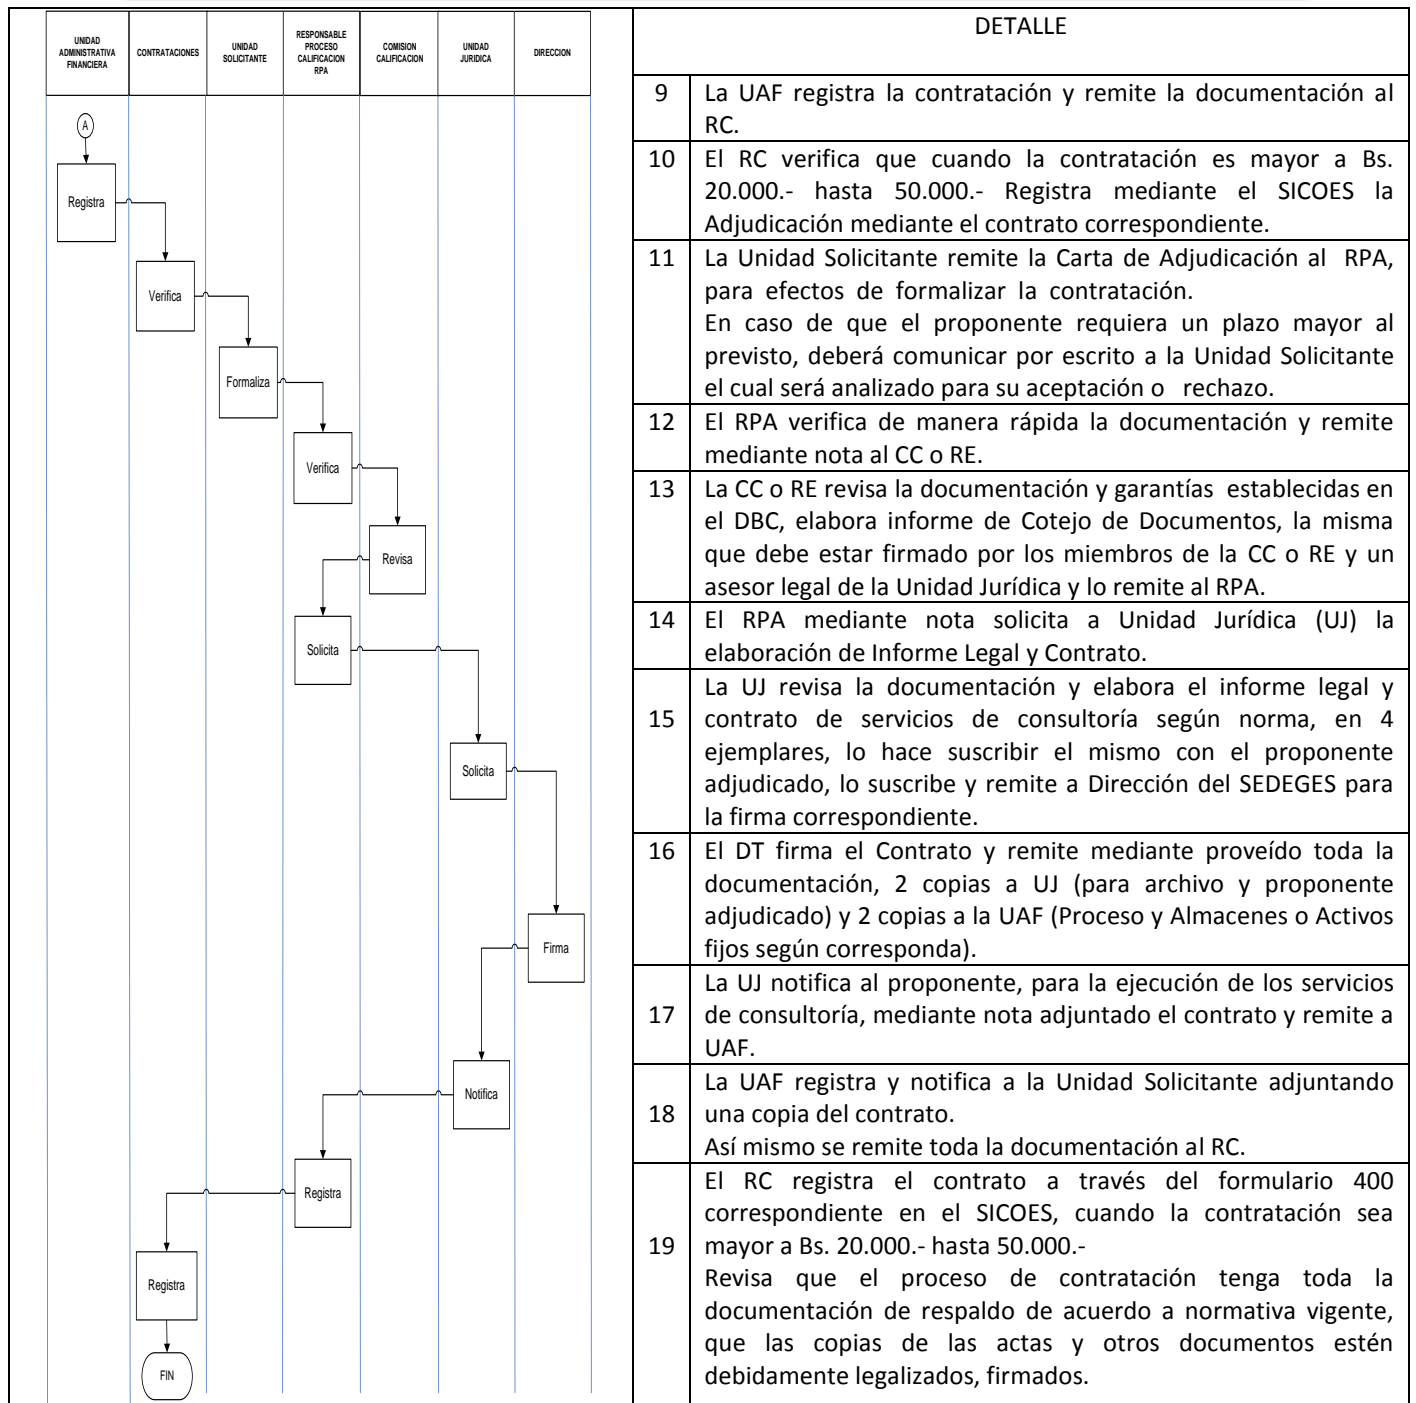 UNIDAD
ADMINISTRATIVA
FINANCIERA
CONTRATACIONES
UNIDAD
SOLICITANTE
RESPONSABLE
PROCESO
CALIFICACION
RPA
COMISION
CALIFICACION
UNIDAD
JURIDICA
DIRECCION
A
Registra
Verifica
Formaliza
Verifica
Revisa
Solicita
Solicita
Firma
Notifica
Registra
Registra
FIN
DETALLE
9
La UAF registra la contratación y remite la documentación al
RC.
10
El RC verifica que cuando la contratación es mayor a Bs.
20.000.- hasta 50.000.- Registra mediante el SICOES la
Adjudicación mediante el contrato correspondiente.
11
La Unidad Solicitante remite la Carta de Adjudicación al RPA,
para efectos de formalizar la contratación.
En caso de que el proponente requiera un plazo mayor al
previsto, deberá comunicar por escrito a la Unidad Solicitante
el cual será analizado para su aceptación o rechazo.
12
El RPA verifica de manera rápida la documentación y remite
mediante nota al CC o RE.
13
La CC o RE revisa la documentación y garantías establecidas en
el DBC, elabora informe de Cotejo de Documentos, la misma
que debe estar firmado por los miembros de la CC o RE y un
asesor legal de la Unidad Jurídica y lo remite al RPA.
14
El RPA mediante nota solicita a Unidad Jurídica (UJ) la
elaboración de Informe Legal y Contrato.
15
La UJ revisa la documentación y elabora el informe legal y
contrato de servicios de consultoría según norma, en 4
ejemplares, lo hace suscribir el mismo con el proponente
adjudicado, lo suscribe y remite a Dirección del SEDEGES para
la firma correspondiente.
16
El DT firma el Contrato y remite mediante proveído toda la
documentación, 2 copias a UJ (para archivo y proponente
adjudicado) y 2 copias a la UAF (Proceso y Almacenes o Activos
fijos según corresponda).
17
La UJ notifica al proponente, para la ejecución de los servicios
de consultoría, mediante nota adjuntado el contrato y remite a
UAF.
18
La UAF registra y notifica a la Unidad Solicitante adjuntando
una copia del contrato.
Así mismo se remite toda la documentación al RC.
19
El RC registra el contrato a través del formulario 400
correspondiente en el SICOES, cuando la contratación sea
mayor a Bs. 20.000.- hasta 50.000.-
Revisa que el proceso de contratación tenga toda la
documentación de respaldo de acuerdo a normativa vigente,
que las copias de las actas y otros documentos estén
debidamente legalizados, firmados.